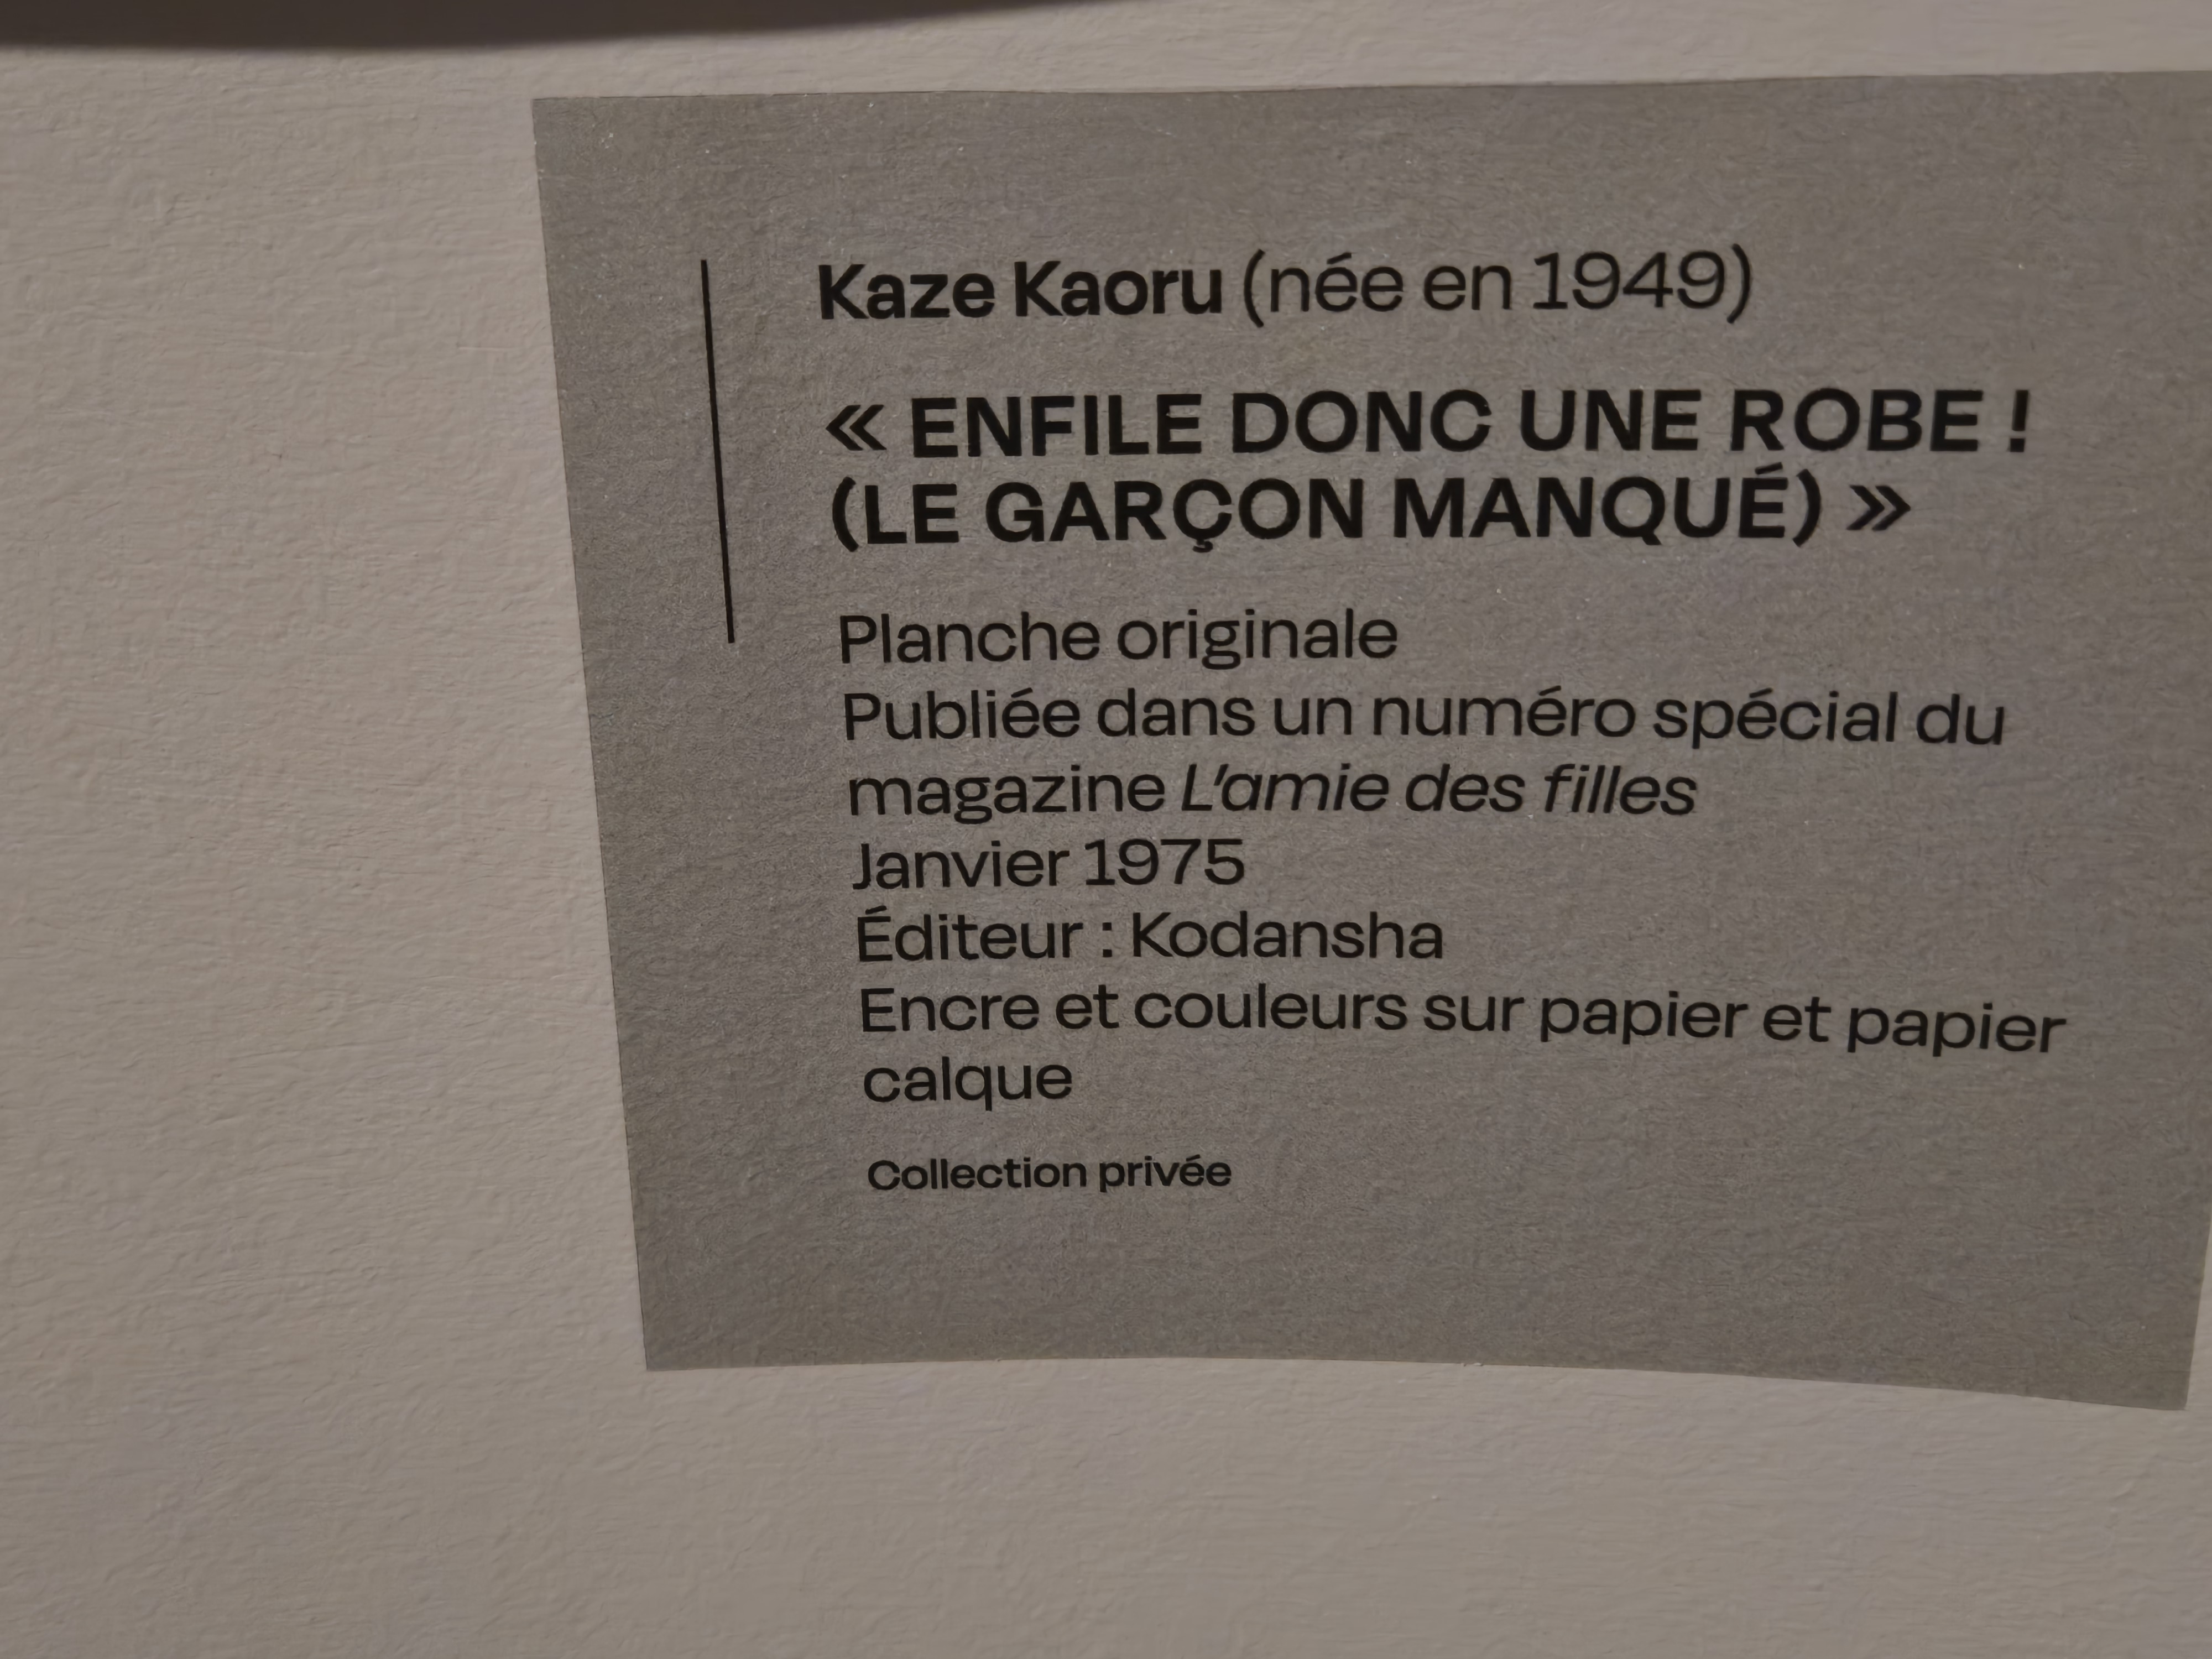 Kaze Kaoru (née en 1949)
« ENFILE DONC UNE ROBE !
(LE GARÇON MANQUÉ) »
Planche originale
Publiée dans un numéro spécial du
magazine L’amie des filles
Janvier 1975
Éditeur : Kodansha
Encre et couleurs sur papier et papier
calque
Collection privée